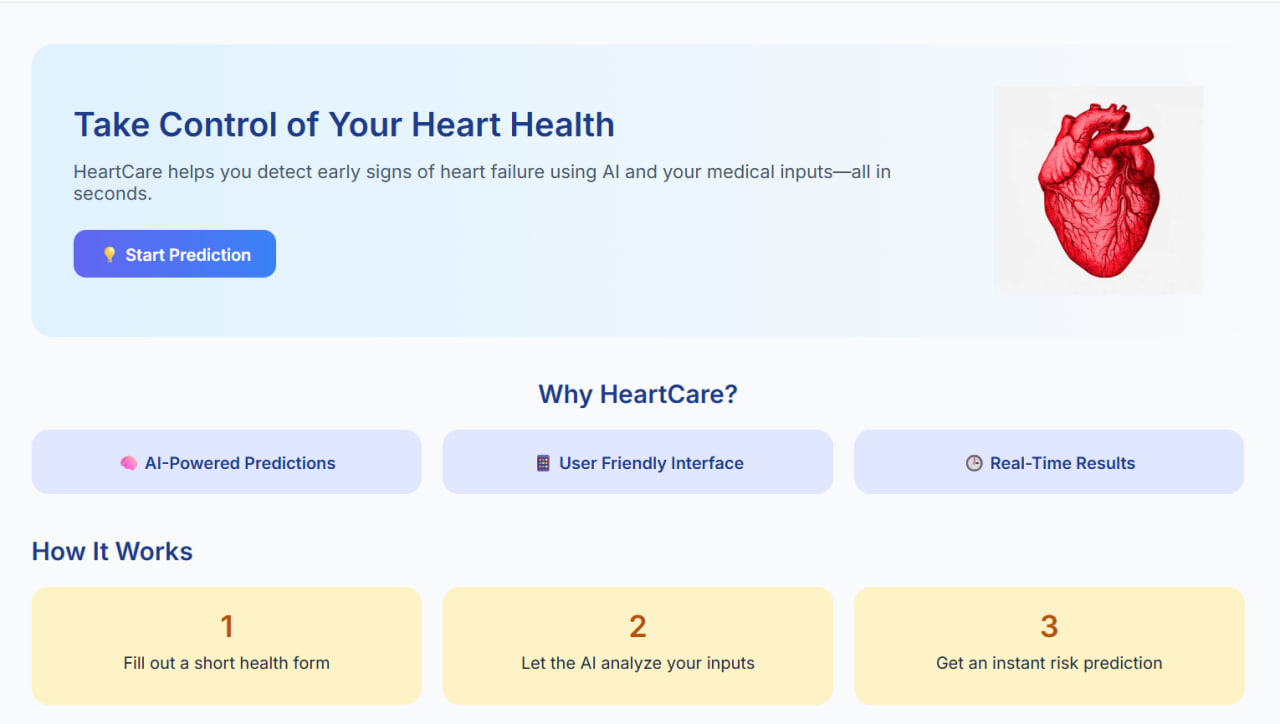 Take Control of Your Heart Health
HeartCare helps you detect early signs of heart failure using AI and your medical inputs—all in
seconds.
💡 Start Prediction
Why HeartCare?
🧠 AI-Powered Predictions
📱 User Friendly Interface
🕒 Real-Time Results
How It Works
1
Fill out a short health form
2
Let the AI analyze your inputs
3
Get an instant risk prediction